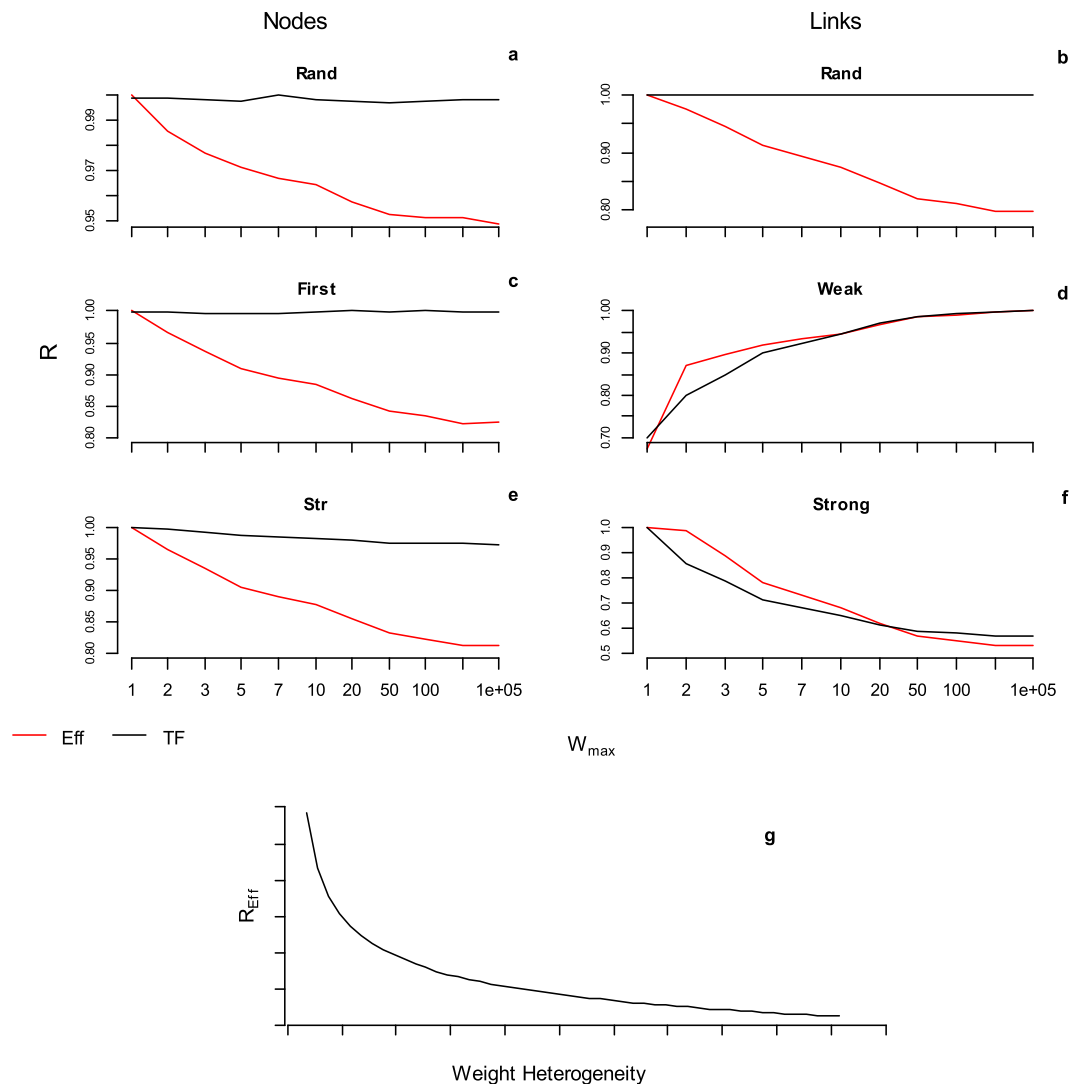 Nodes Links
a b
Rand Rand
0.99 0.97 0.95
1.00 0.90 0.80
c d
First Weak
R
1.00 0.95 0.90 0.85 0.80
1.00 0.90 0.80 0.70
e f
Str Strong
1.00 0.95 0.90 0.85 0.80
1.0 0.9 0.8 0.7 0.6 0.5
1 2 3 5 7 10 20 50 100 1e+05
1 2 3 5 7 10 20 50 100 1e+05
Eff TF
Wmax
g
REff
Weight Heterogeneity